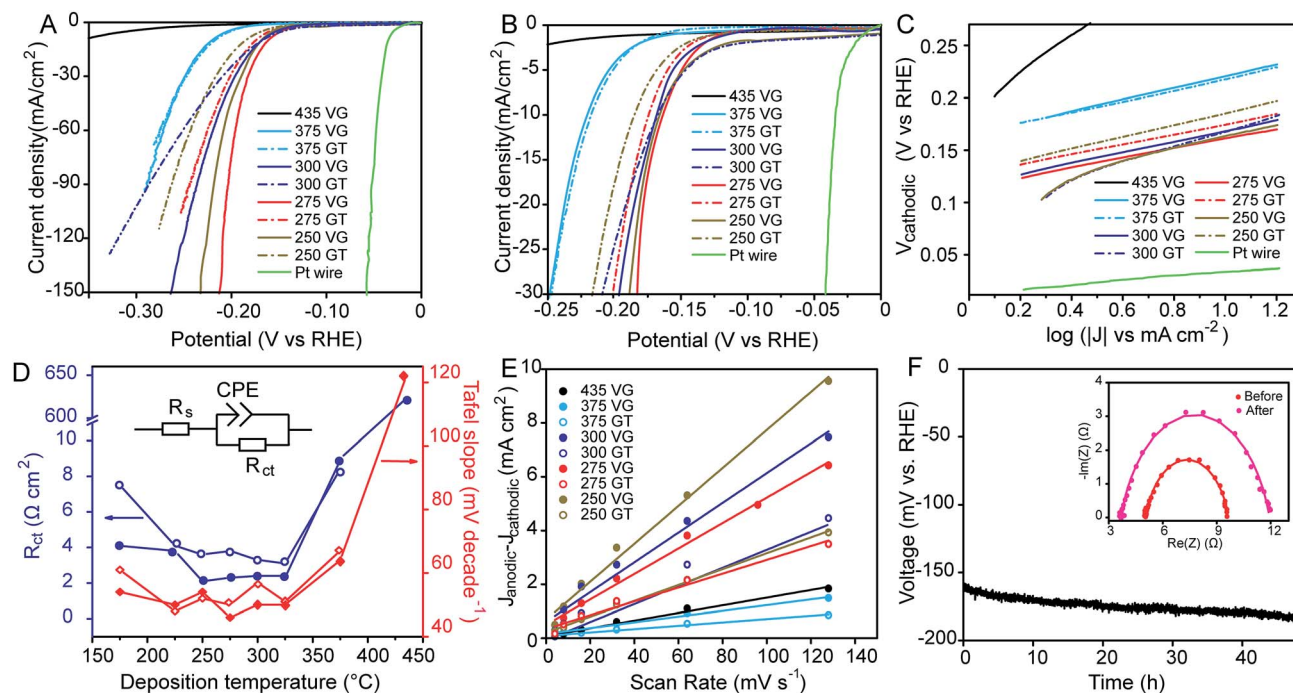 A
0
-30
-60
-90
-120
-150
Current density(mA/cm²)
-0.30
-0.20
-0.10
0
Potential (V vs RHE)
435 VG
375 VG
375 GT
300 VG
300 GT
275 VG
275 GT
250 VG
250 GT
Pt wire
B
0
-5
-10
-15
-20
-25
-30
Current density(mA/cm²)
-0.25
-0.20
-0.15
-0.10
-0.05
0
Potential (V vs RHE)
435 VG
375 VG
375 GT
300 VG
300 GT
275 VG
275 GT
250 VG
250 GT
Pt wire
C
0.25
0.20
0.15
0.10
0.05
0
Vcathodic (V vs RHE)
0.2
0.4
0.6
0.8
1.0
1.2
log (|J| vs mA cm⁻²)
435 VG
375 VG
375 GT
300 VG
300 GT
275 VG
275 GT
250 VG
250 GT
Pt wire
D
650
600
10
8
6
4
2
0
Rct (Ω cm²)
CPE
Rs
Rct
120
100
80
60
40
Tafel slope (mV decade⁻¹)
150
200
250
300
350
400
450
Deposition temperature (°C)
E
10
8
6
4
2
0
Janodic-Jcathodic (mA cm²)
435 VG
375 VG
375 GT
300 VG
300 GT
275 VG
275 GT
250 VG
250 GT
0
20
40
60
80
100
120
140
Scan Rate (mV s⁻¹)
F
0
-50
-100
-150
-200
Voltage (mV vs. RHE)
0
10
20
30
40
Time (h)
-4
-3
-2
-1
0
-Im(Z) (Ω)
Before
After
3
6
9
12
Re(Z) (Ω)